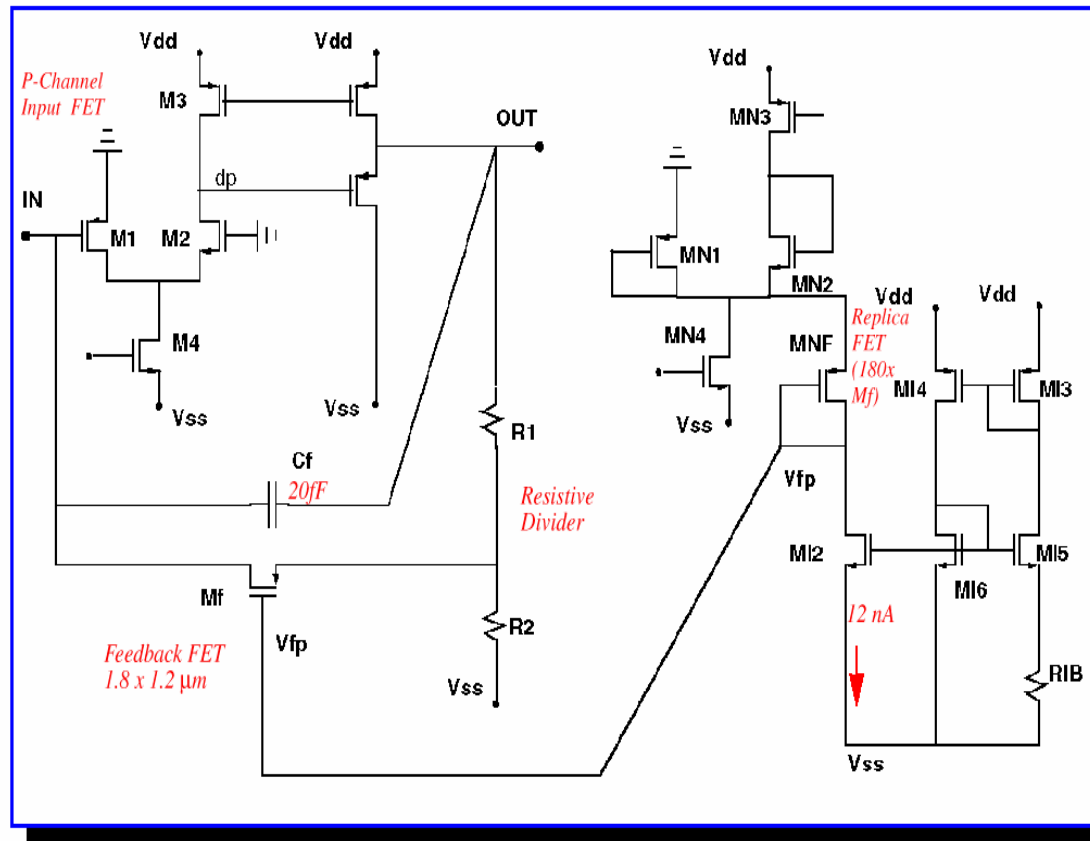 Vdd
Vdd
P-Channel
Input FET
M3
Vdd
MN3
OUT
dp
IN
M1
M2
MN1
MN2
Vdd
Vdd
M4
MN4
Replica
FET
(180x
Mf)
MNF
MI4
MI3
Vss
Vss
Vss
R1
Cf
20fF
Vfp
Resistive
Divider
MI2
MI6
MI5
Mf
Vfp
R2
12 nA
Feedback FET
1.8 x 1.2 µm
Vss
RIB
Vss